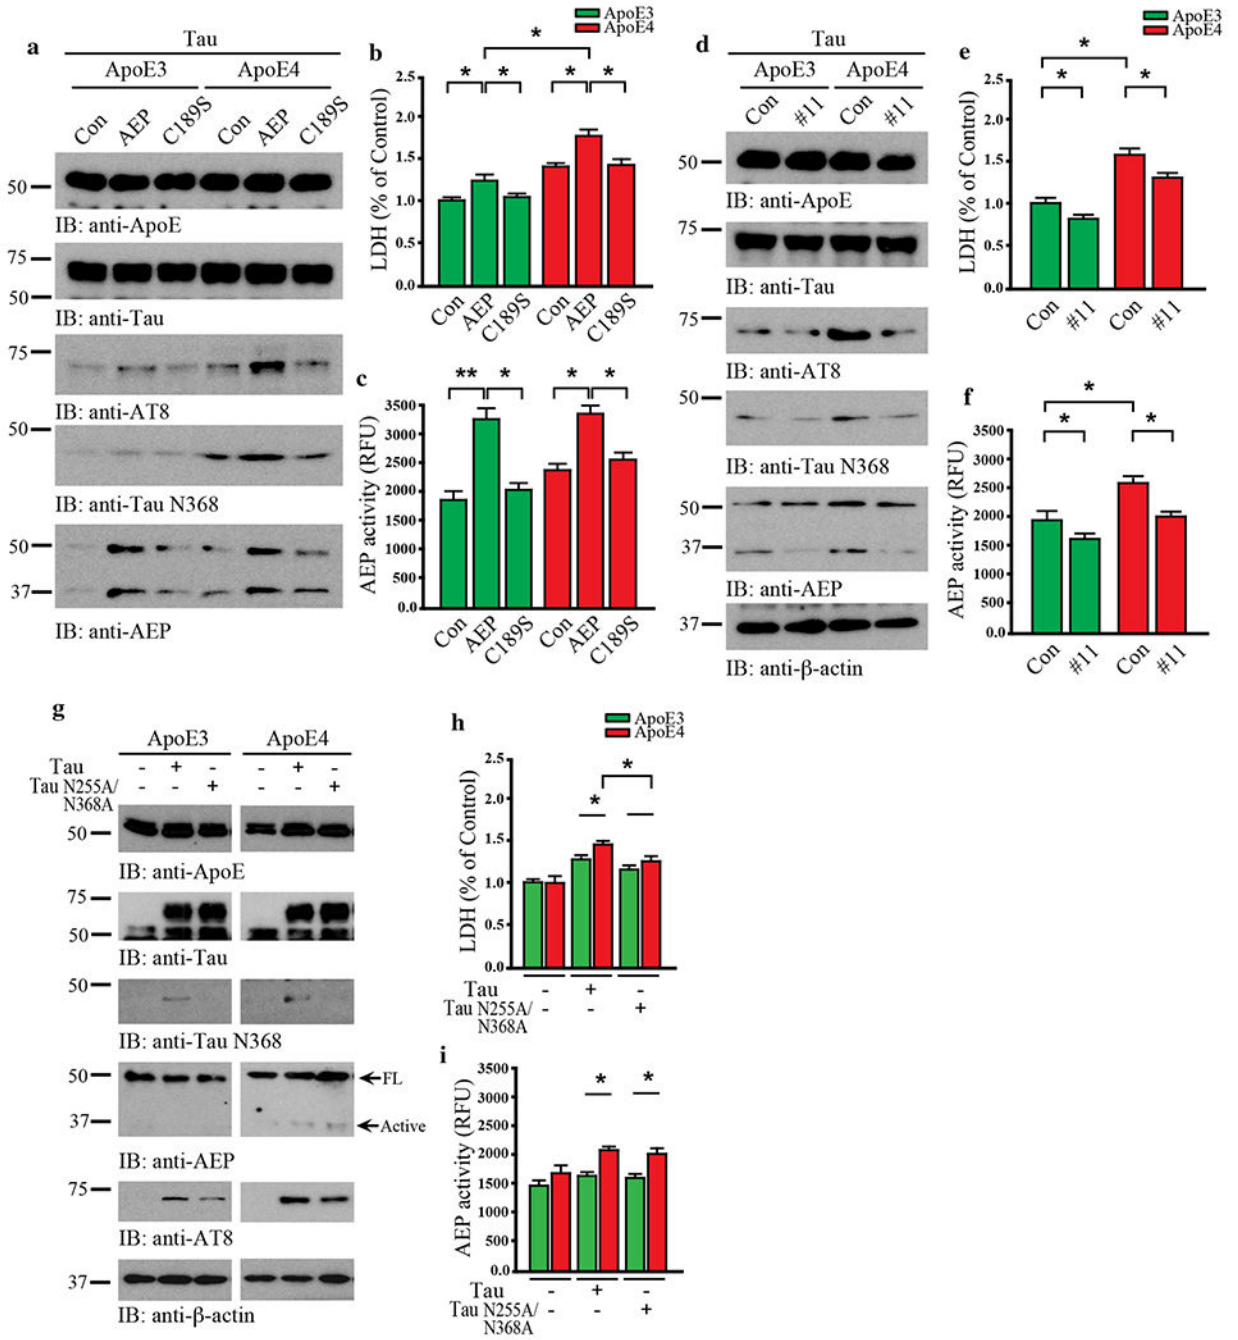 a
Tau
ApoE3 ApoE4
Con AEP C189S Con AEP C189S
50
IB: anti-ApoE
75
50
IB: anti-Tau
75
IB: anti-AT8
50
IB: anti-Tau N368
50
37
IB: anti-AEP
b
ApoE3
ApoE4
* * * * *
LDH (% of Control)
2.5
2.0
1.5
1.0
0.5
0.0
Con AEP C189S Con AEP C189S
c
** * * *
AEP activity (RFU)
3500
3000
2500
2000
1500
1000
500
0.0
Con AEP C189S Con AEP C189S
d
Tau
ApoE3 ApoE4
Con #11 Con #11
50
IB: anti-ApoE
75
IB: anti-Tau
75
IB: anti-AT8
50
IB: anti-Tau N368
50
37
IB: anti-AEP
37
IB: anti-β-actin
e
ApoE3
ApoE4
* * *
LDH (% of Control)
2.5
2.0
1.5
1.0
0.5
0.0
Con #11 Con #11
f
* * *
AEP activity (RFU)
3500
3000
2500
2000
1500
1000
500
0.0
Con #11 Con #11
g
ApoE3 ApoE4
Tau - + - - + -
Tau N255A/ - - + - - +
N368A
50
IB: anti-ApoE
75
50
IB: anti-Tau
50
IB: anti-Tau N368
50
FL
37
Active
IB: anti-AEP
75
IB: anti-AT8
37
IB: anti-β-actin
h
ApoE3
ApoE4
* *
LDH (% of Control)
2.5
2.0
1.5
1.0
0.5
0.0
Tau - + -
Tau N255A/ - - +
N368A
i
* *
AEP activity (RFU)
3500
3000
2500
2000
1500
1000
500
0.0
Tau - + -
Tau N255A/ - - +
N368A